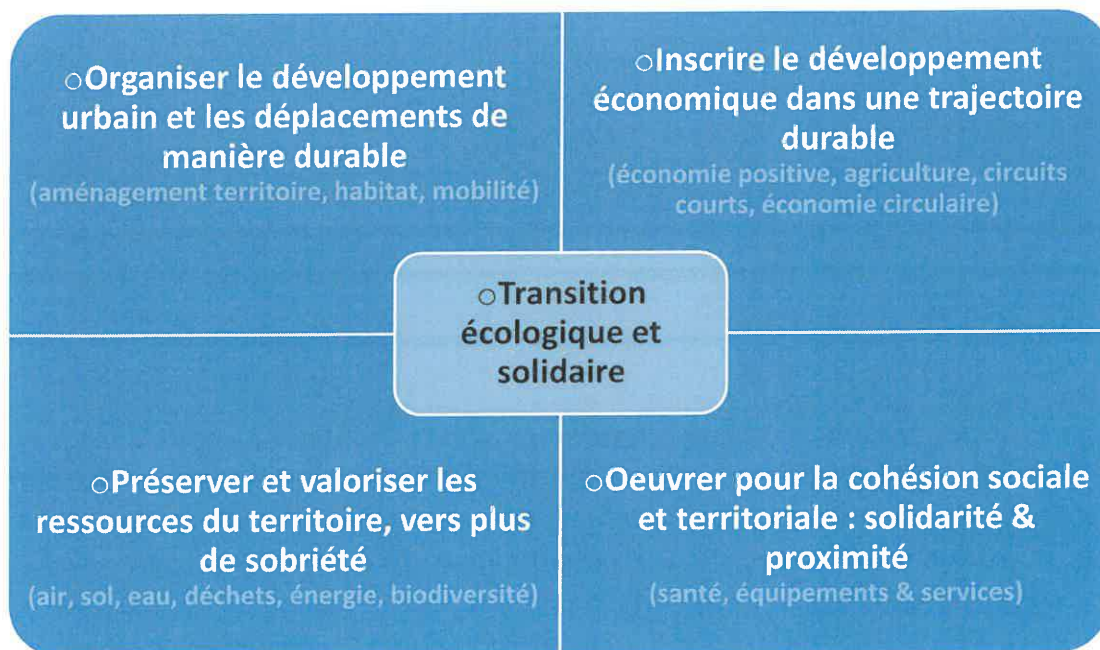 ○Organiser le développement
urbain et les déplacements de
manière durable
(aménagement territoire, habitat, mobilité)
○Inscrire le développement
économique dans une trajectoire
durable
(économie positive, agriculture, circuits
courts, économie circulaire)
○Transition
écologique et
solidaire
○Préserver et valoriser les
ressources du territoire, vers plus
de sobriété
(air, sol, eau, déchets, énergie, biodiversité)
○Oeuvrer pour la cohésion sociale
et territoriale : solidarité &
proximité
(santé, équipements & services)